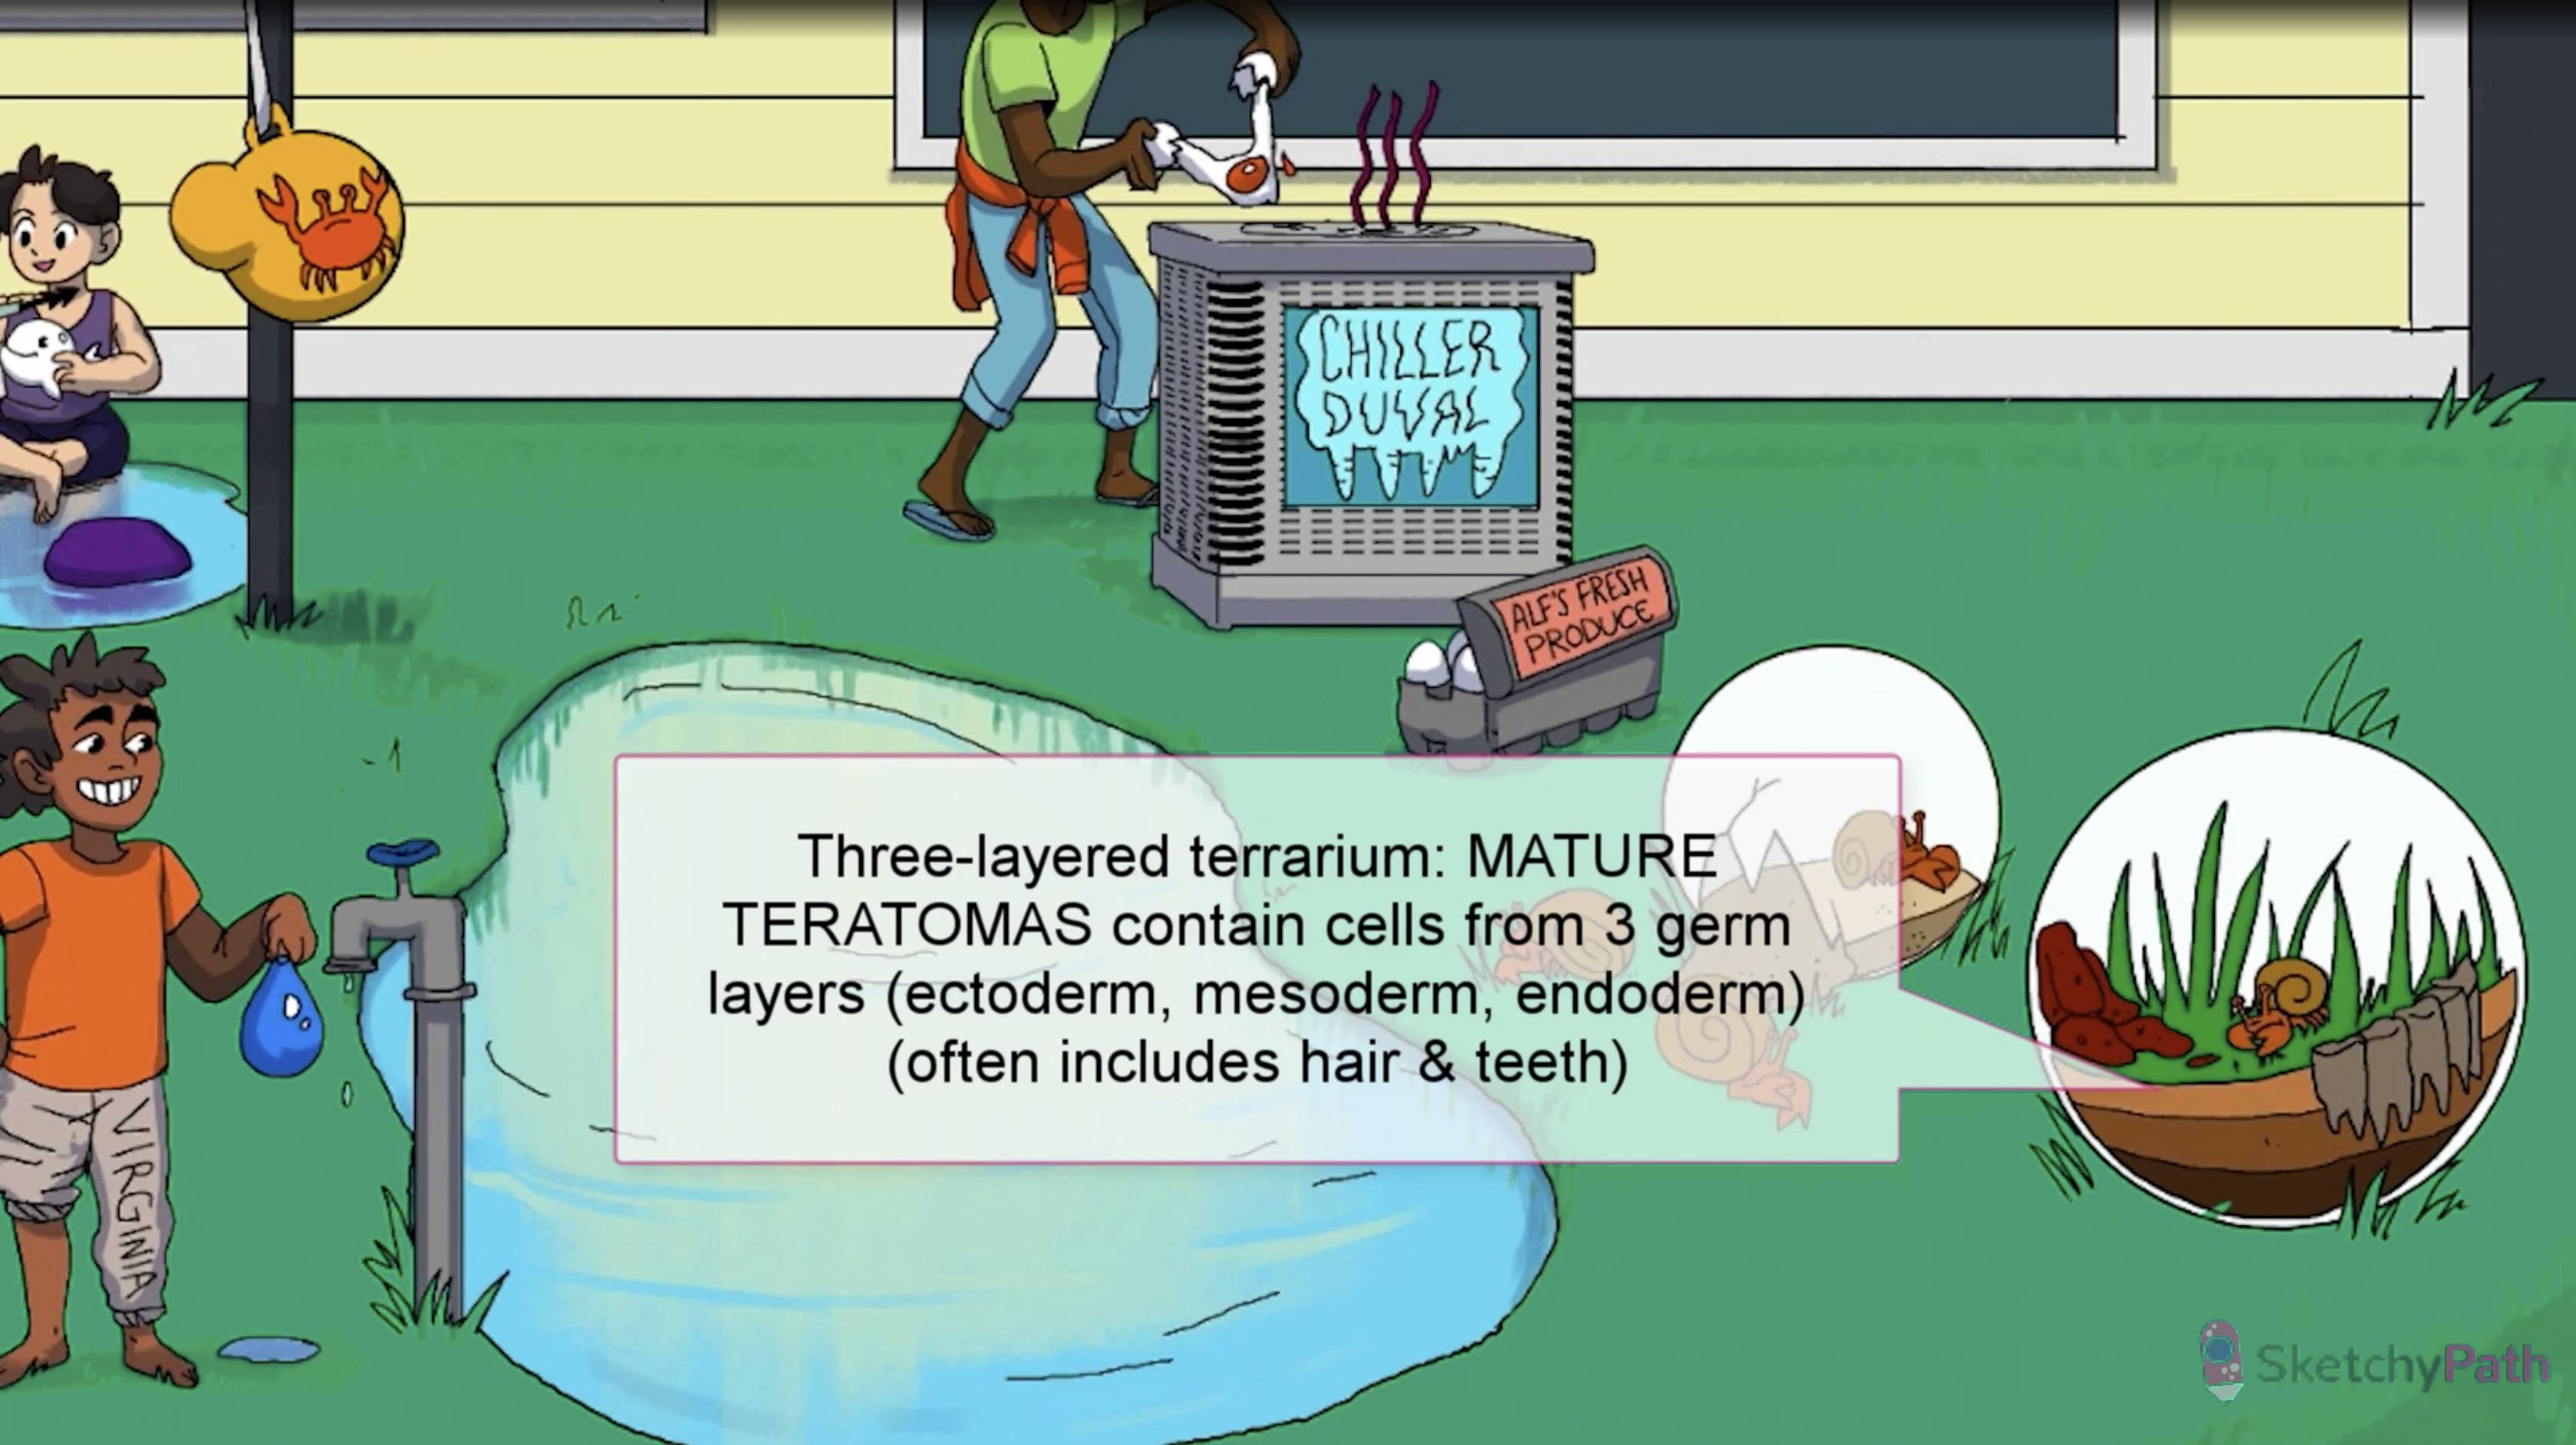 CHILLER
DUVAL
ALF'S FRESH
PRODUCE
Three-layered terrarium: MATURE
TERATOMAS contain cells from 3 germ
layers (ectoderm, mesoderm, endoderm)
(often includes hair & teeth)
VIRGINIA
SketchyPath